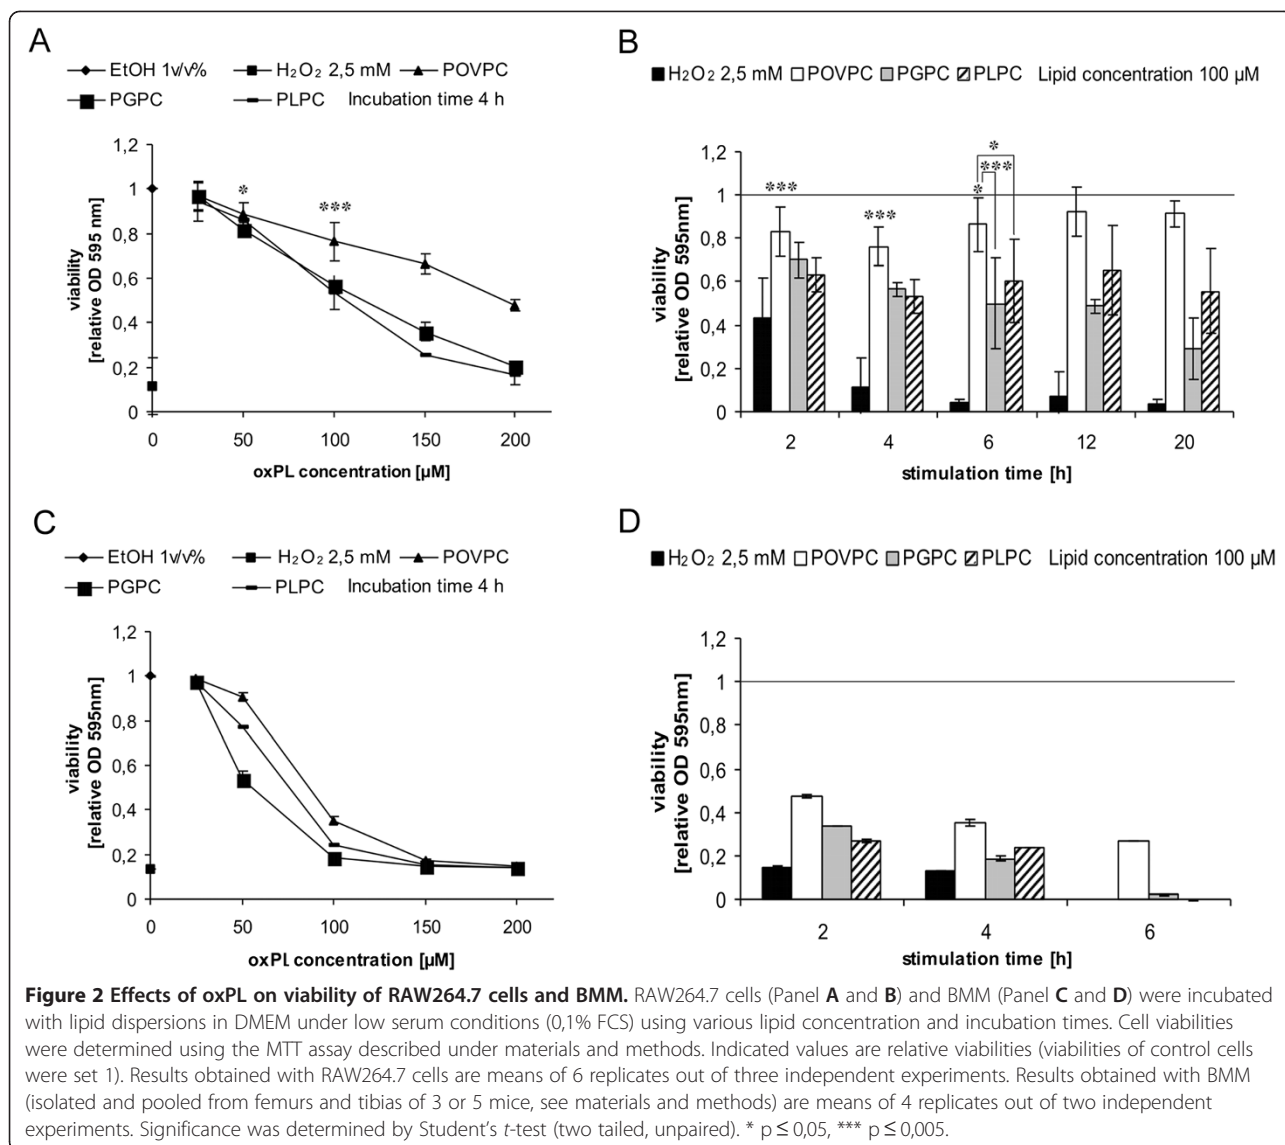 A
EtOH 1v/v%
H₂O₂ 2,5 mM
POVPC
PGPC
PLPC
Incubation time 4 h
1,2
1
0,8
0,6
0,4
0,2
0
viability
[relative OD 595 nm]
*
***
0
50
100
150
200
oxPL concentration [µM]
B
H₂O₂ 2,5 mM
POVPC
PGPC
PLPC
Lipid concentration 100 µM
1,2
1
0,8
0,6
0,4
0,2
0
viability
[relative OD 595 nm]
***
***
*
***
*
2
4
6
12
20
stimulation time [h]
C
EtOH 1v/v%
H₂O₂ 2,5 mM
POVPC
PGPC
PLPC
Incubation time 4 h
1,2
1
0,8
0,6
0,4
0,2
0
viability
[relative OD 595nm]
0
50
100
150
200
oxPL concentration [µM]
D
H₂O₂ 2,5 mM
POVPC
PGPC
PLPC
Lipid concentration 100 µM
1,2
1
0,8
0,6
0,4
0,2
0
viability
[relative OD 595nm]
2
4
6
stimulation time [h]
Figure 2 Effects of oxPL on viability of RAW264.7 cells and BMM. RAW264.7 cells (Panel A and B) and BMM (Panel C and D) were incubated
with lipid dispersions in DMEM under low serum conditions (0,1% FCS) using various lipid concentration and incubation times. Cell viabilities
were determined using the MTT assay described under materials and methods. Indicated values are relative viabilities (viabilities of control cells
were set 1). Results obtained with RAW264.7 cells are means of 6 replicates out of three independent experiments. Results obtained with BMM
(isolated and pooled from femurs and tibias of 3 or 5 mice, see materials and methods) are means of 4 replicates out of two independent
experiments. Significance was determined by Student's t-test (two tailed, unpaired). * p ≤ 0,05, *** p ≤ 0,005.